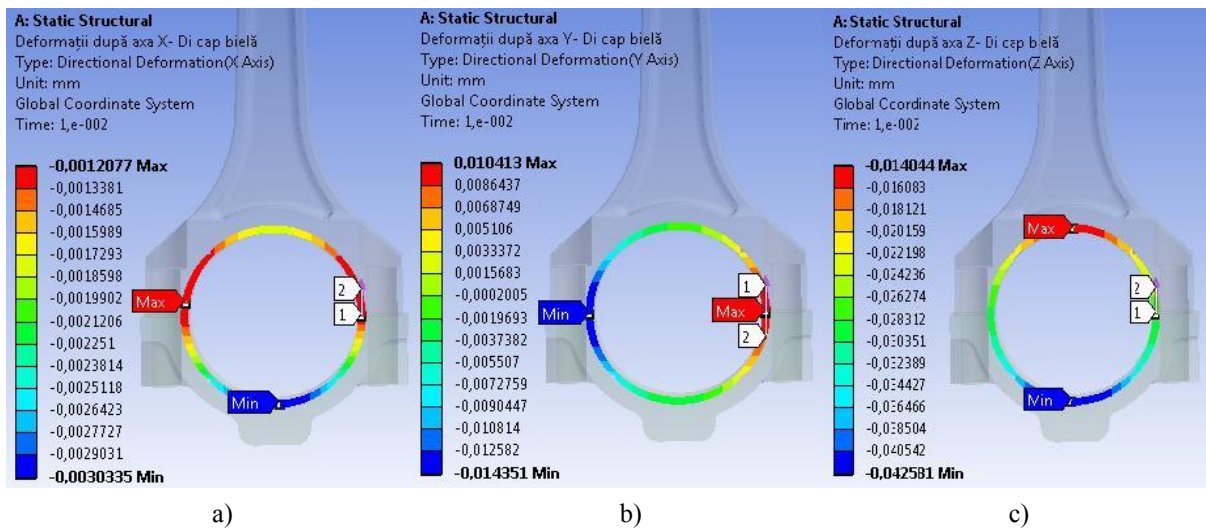 A: Static Structural
Deformații după axa X- Di cap bielă
Type: Directional Deformation(X Axis)
Unit: mm
Global Coordinate System
Time: 1,e-002
-0,0012077 Max
-0,0013381
-0,0014685
-0,0015989
-0,0017293
-0,0018598
-0,0019902
-0,0021206
-0,002251
-0,0023814
-0,0025118
-0,0026423
-0,0027727
-0,0029031
-0,0030335 Min
Max
2
1
Min
a)
A: Static Structural
Deformații după axa Y- Di cap bielă
Type: Directional Deformation(Y Axis)
Unit: mm
Global Coordinate System
Time: 1,e-002
0,010413 Max
0,0086437
0,0068749
0,005106
0,0033372
0,0015683
-0,0002005
-0,0019693
-0,0037382
-0,005507
-0,0072759
-0,0090447
-0,010814
-0,012582
-0,014351 Min
Min
1
Max
2
b)
A: Static Structural
Deformații după axa Z- Di cap bielă
Type: Directional Deformation(Z Axis)
Unit: mm
Global Coordinate System
Time: 1,e-002
-0,014044 Max
-0,016083
-0,018121
-0,020159
-0,022198
-0,024236
-0,026274
-0,028312
-0,030351
-0,032389
-0,034427
-0,036466
-0,038504
-0,040542
-0,042581 Min
Max
2
1
Min
c)